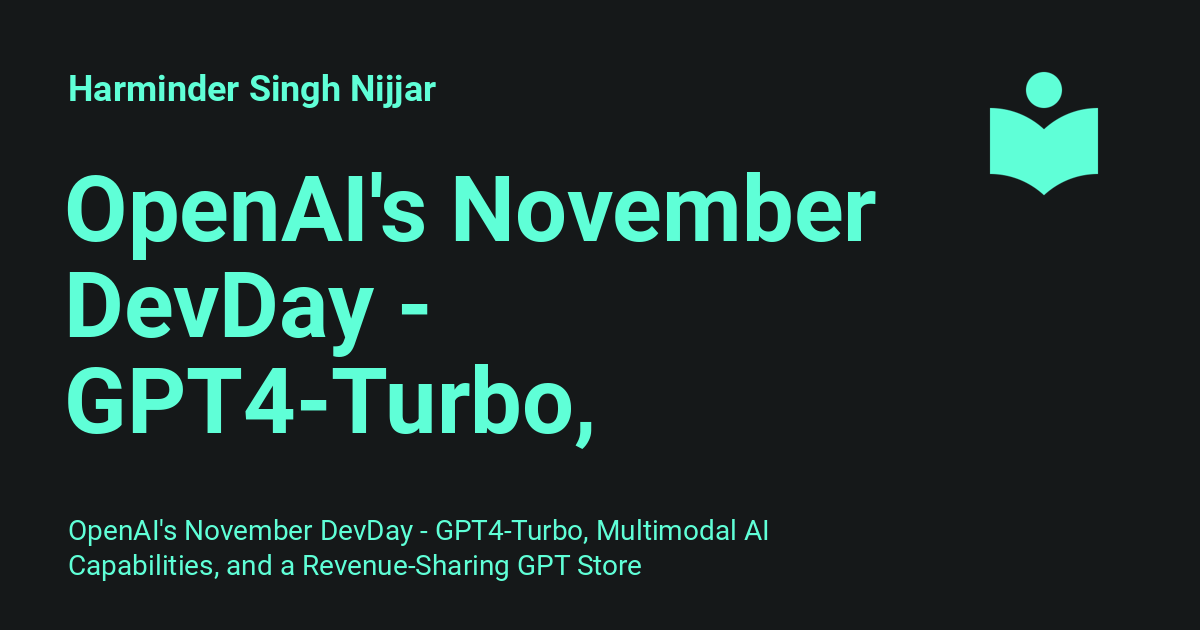 Harminder Singh Nijjar
OpenAI's November
DevDay -
GPT4-Turbo,
OpenAI's November DevDay - GPT4-Turbo, Multimodal AI
Capabilities, and a Revenue-Sharing GPT Store